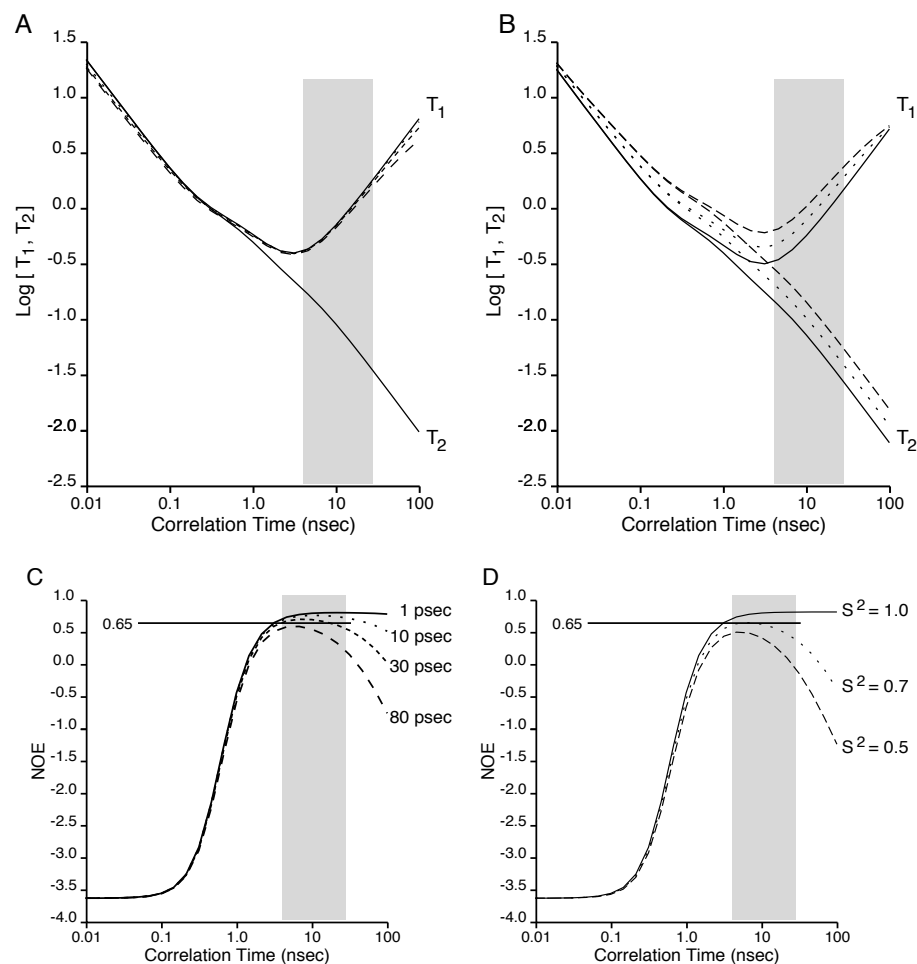 A
1.5
1.0
0.5
0.0
-0.5
-1.0
-1.5
-2.0
-2.5
Log [ T1 , T2 ]
T1
T2
0.01 0.1 1.0 10 100
Correlation Time (nsec)
B
1.5
1.0
0.5
0.0
-0.5
-1.0
-1.5
-2.0
-2.5
Log [ T1 , T2 ]
T1
T2
0.01 0.1 1.0 10 100
Correlation Time (nsec)
C
1.0
0.5
0.0
-0.5
-1.0
-1.5
-2.0
-2.5
-3.0
-3.5
-4.0
NOE
0.65
1 psec
10 psec
30 psec
80 psec
0.01 0.1 1.0 10 100
Correlation Time (nsec)
D
1.0
0.5
0.0
-0.5
-1.0
-1.5
-2.0
-2.5
-3.0
-3.5
-4.0
NOE
0.65
S2 = 1.0
S2 = 0.7
S2 = 0.5
0.01 0.1 1.0 10 100
Correlation Time (nsec)